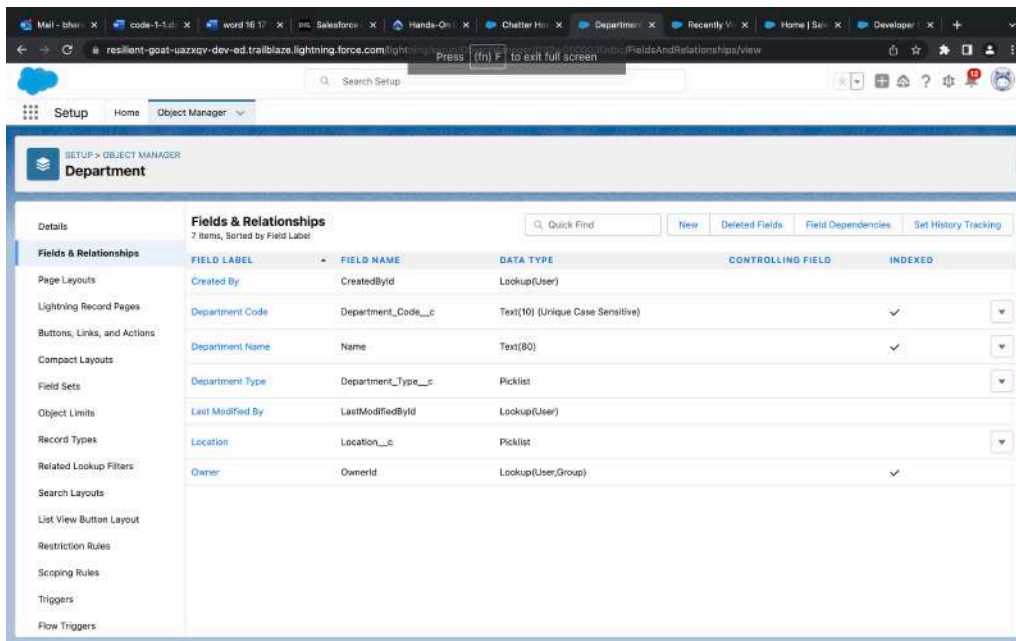 Mail - bhar
code-1-1.d
word 16 17
Salesforce
Hands-On
Chatter Ho
Departmen
Recently V
Home | Sal
Developer
resilient-goat-uazxqv-dev-ed.trailblaze.lightning.force.com/
/FieldsAndRelationships/view
Press (fn) F to exit full screen
Search Setup
12
Setup Home Object Manager
SETUP > OBJECT MANAGER
Department
Details
Fields & Relationships
Page Layouts
Lightning Record Pages
Buttons, Links, and Actions
Compact Layouts
Field Sets
Object Limits
Record Types
Related Lookup Filters
Search Layouts
List View Button Layout
Restriction Rules
Scoping Rules
Triggers
Flow Triggers
Fields & Relationships
7 Items, Sorted by Field Label
Quick Find New Deleted Fields Field Dependencies Set History Tracking
FIELD LABEL FIELD NAME DATA TYPE CONTROLLING FIELD INDEXED
Created By CreatedById Lookup(User)
Department Code Department_Code__c Text(10) (Unique Case Sensitive)
Department Name Name Text(80)
Department Type Department_Type__c Picklist
Last Modified By LastModifiedById Lookup(User)
Location Location__c Picklist
Owner OwnerId Lookup(User,Group)